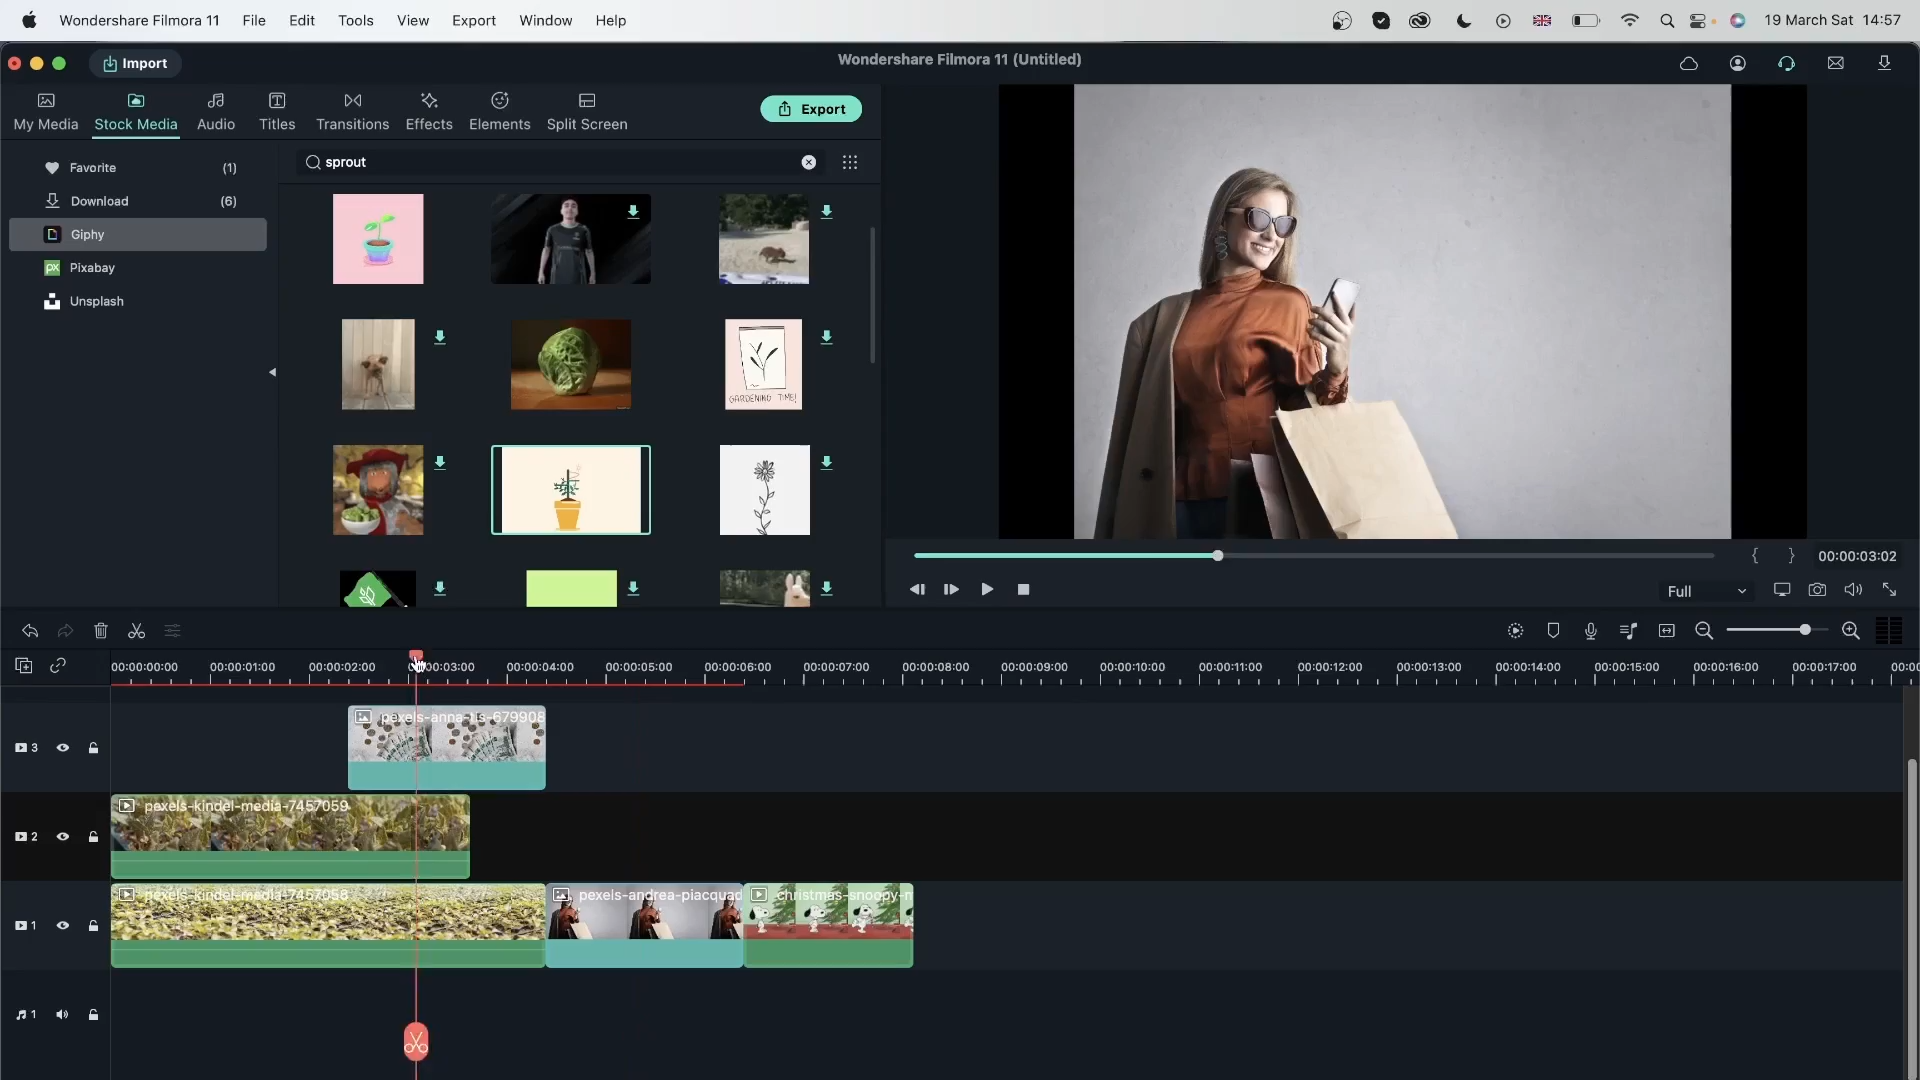 Wondershare Filmora 11 File Edit Tools View Export Window Help 19 March Sat 14:57
Import Wondershare Filmora 11 (Untitled)
My Media Stock Media Audio Titles Transitions Effects Elements Split Screen Export
Favorite (1)
Download (6)
Giphy
Pixabay
Unsplash
sprout
GARDENING TIME!
00:00:03:02
Full
00:00:00:00 00:00:01:00 00:00:02:00 :00:03:00 00:00:04:00 00:00:05:00 00:00:06:00 00:00:07:00 00:00:08:00 00:00:09:00 00:00:10:00 00:00:11:00 00:00:12:00 00:00:13:00 00:00:14:00 00:00:15:00 00:00:16:00 00:00:17:00 00:0
3 pexels-anna-tis-679908
2 pexels-kindel-media-7457059
1 pexels-kindel-media-7457058 pexels-andrea-piacquad christmas-snoopy-m
1